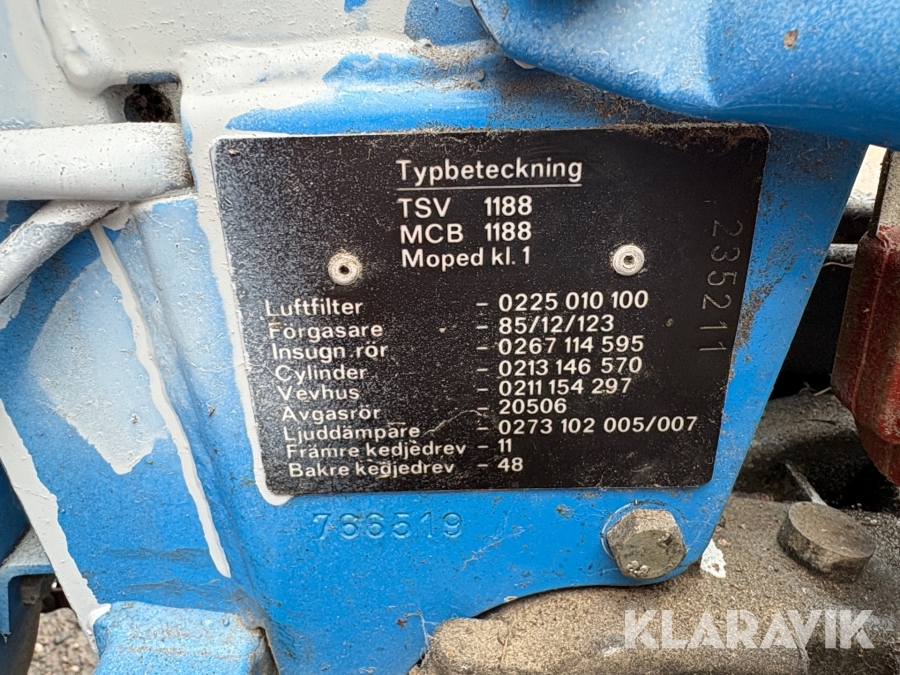 Typbeteckning
TSV 1188
MCB 1188
Moped kl. 1
Luftfilter - 0225 010 100
Förgasare - 85/12/123
Insugn.rör - 0267 114 595
Cylinder - 0213 146 570
Vevhus - 0211 154 297
Avgasrör - 20506
Ljuddämpare - 0273 102 005/007
Främre kedjedrev - 11
Bakre kedjedrev - 48
235211
766519
KLARAVIK